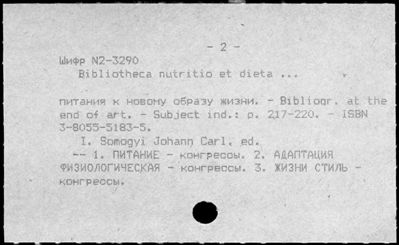 - 2 -
Шифр N2-3290
Bibliotheca nutritio et dieta ...
питания к новому образу жизни. - Bibliogr. at the
end of art. - Subject ind.: p. 217-220. - ISBN
3-8055-5183-5.
I. Somogyi Johann Carl, ed.
-- 1. ПИТАНИЕ - конгрессы. 2. АДАПТАЦИЯ
ФИЗИОЛОГИЧЕСКАЯ - конгрессы. 3. ЖИЗНИ СТИЛЬ -
конгрессы.